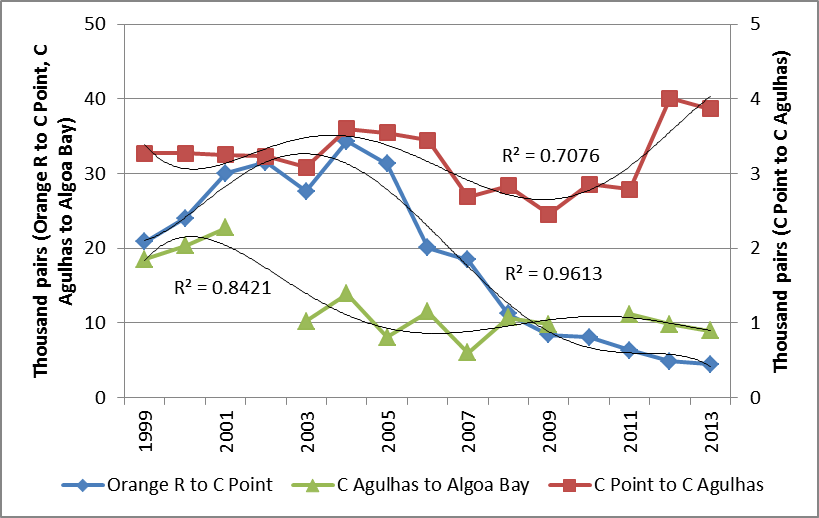 Thousand pairs (Orange R to C Point, C
Agulhas to Algoa Bay)
50
40
30
20
10
0
R² = 0.7076
R² = 0.9613
R² = 0.8421
5
4
3
2
1
0
Thousand pairs (C Point to C Agulhas)
1999
2001
2003
2005
2007
2009
2011
2013
Orange R to C Point
C Agulhas to Algoa Bay
C Point to C Agulhas